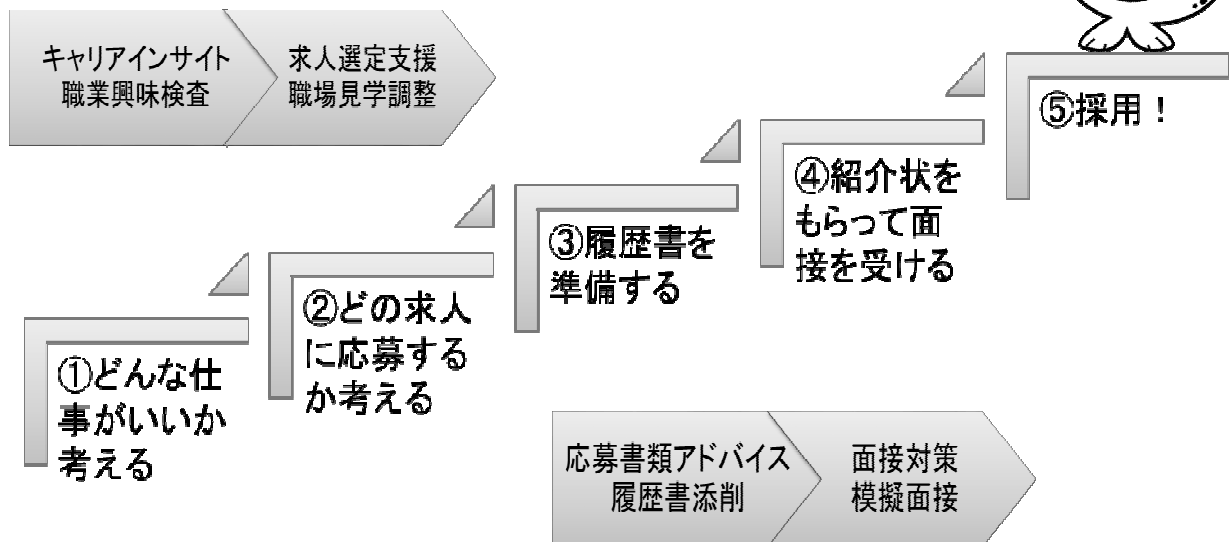 キャリアインサイト
職業興味検査
求人選定支援
職場見学調整
①どんな仕
事がいいか
考える
②どの求人
に応募する
か考える
③履歴書を
準備する
④紹介状を
もらって面
接を受ける
⑤採用！
応募書類アドバイス
履歴書添削
面接対策
模擬面接